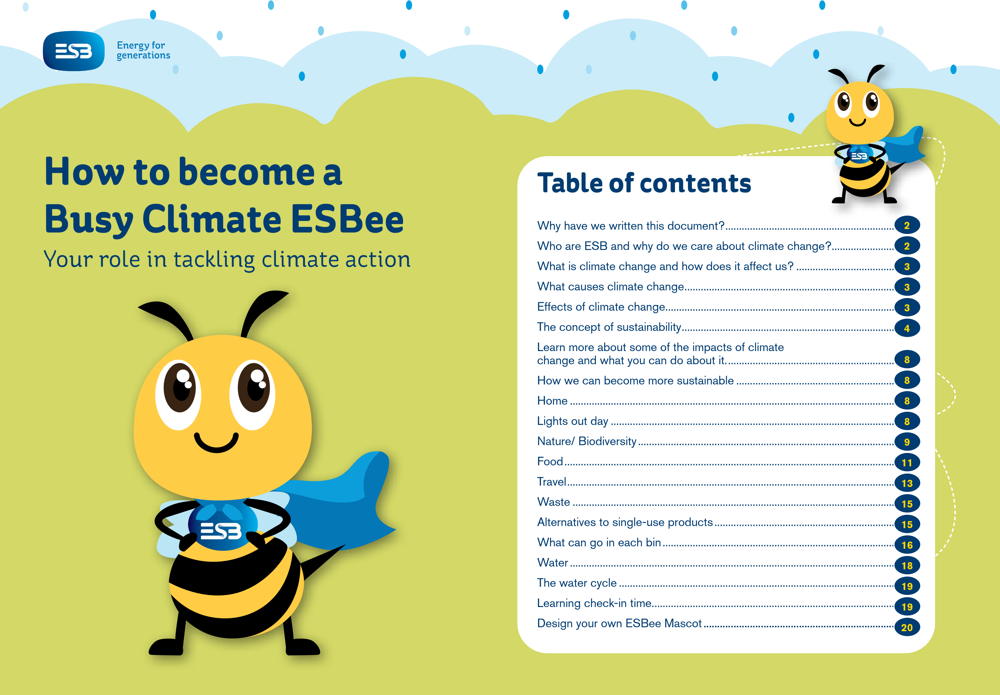 ESB
Energy for
generations
How to become a
Busy Climate ESBee
Your role in tackling climate action
ESB
ESB
Table of contents
Why have we written this document?.......... 2
Who are ESB and why do we care about climate change?.......... 2
What is climate change and how does it affect us? .......... 3
What causes climate change.......... 3
Effects of climate change.......... 3
The concept of sustainability.......... 4
Learn more about some of the impacts of climate
change and what you can do about it........... 8
How we can become more sustainable .......... 8
Home .......... 8
Lights out day .......... 8
Nature/ Biodiversity .......... 9
Food .......... 11
Travel.......... 13
Waste .......... 15
Alternatives to single-use products .......... 15
What can go in each bin .......... 16
Water .......... 18
The water cycle .......... 19
Learning check-in time.......... 19
Design your own ESBee Mascot .......... 20